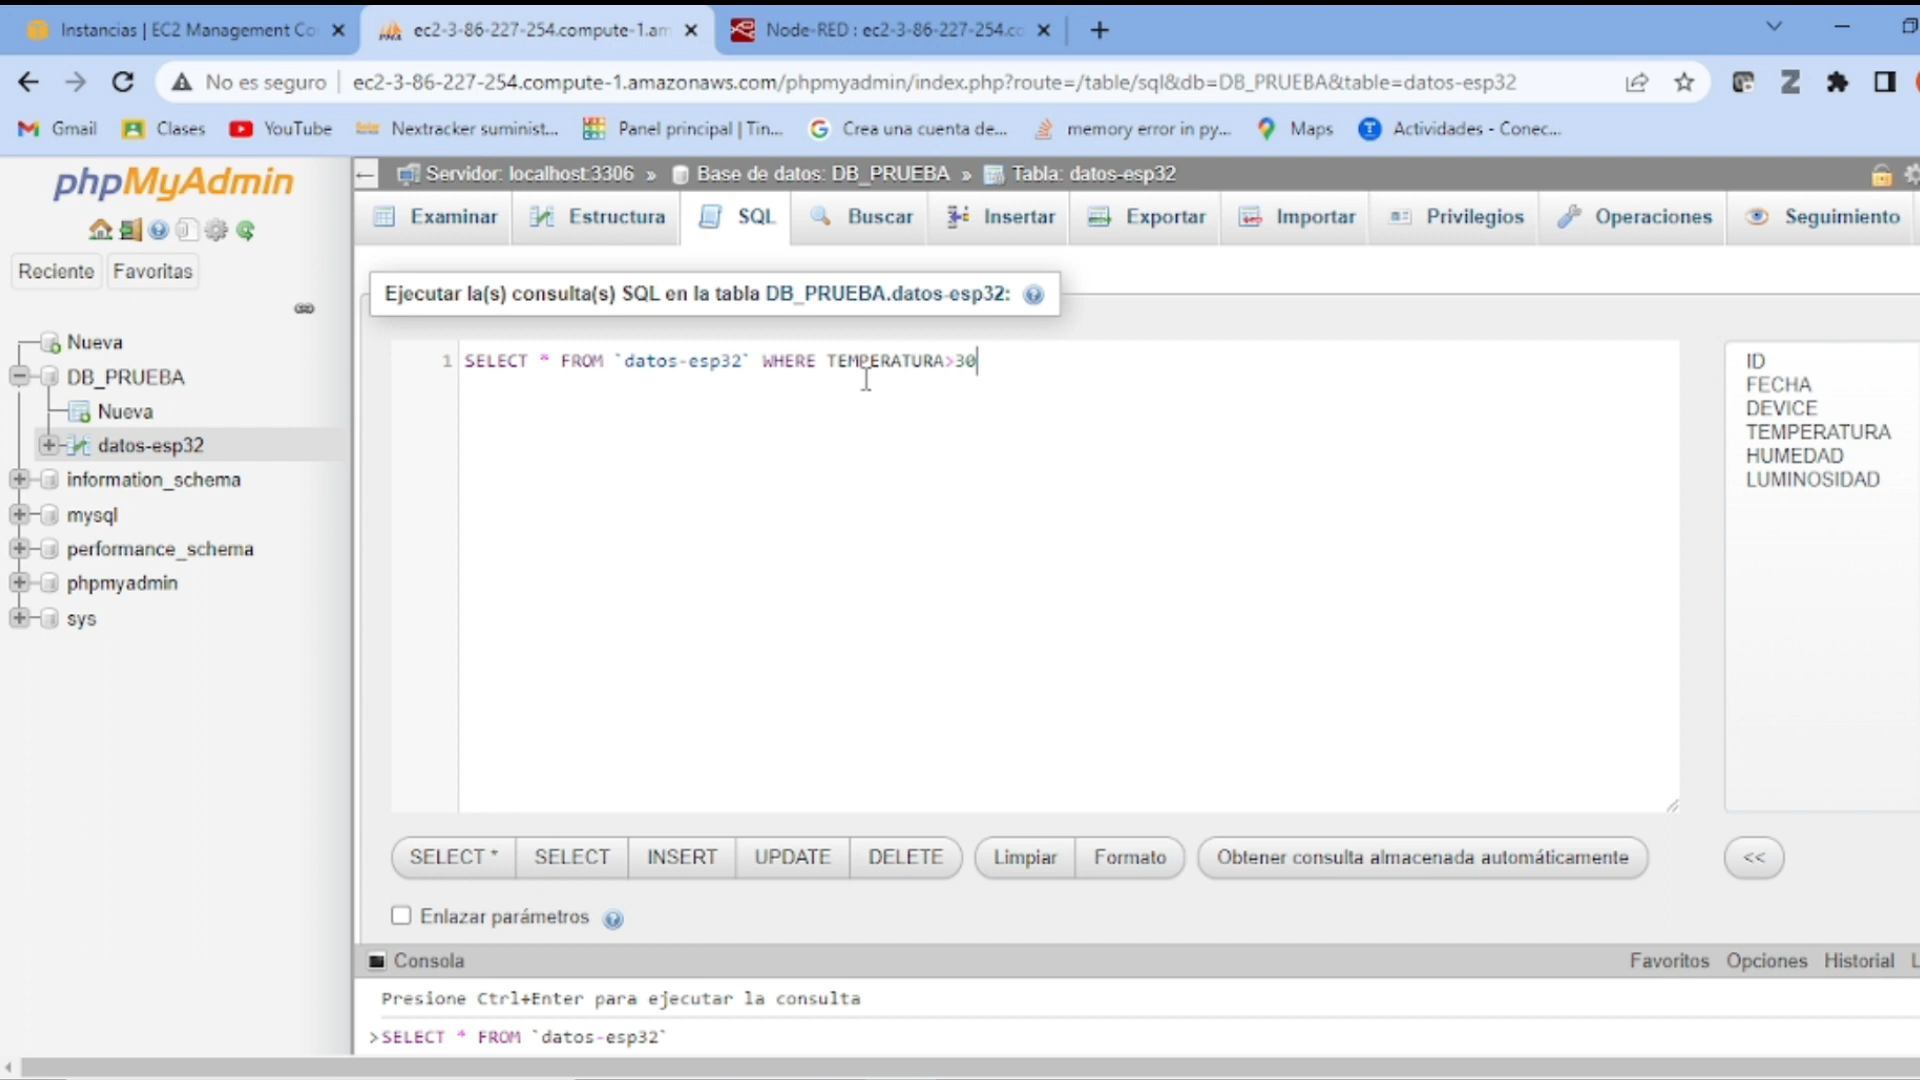 Instancias | EC2 Management Co
ec2-3-86-227-254.compute-1.am
Node-RED : ec2-3-86-227-254.co
No es seguro
ec2-3-86-227-254.compute-1.amazonaws.com/phpmyadmin/index.php?route=/table/sql&db=DB_PRUEBA&table=datos-esp32
Gmail
Clases
YouTube
Nextracker suminist...
Panel principal | Tin...
Crea una cuenta de...
memory error in py...
Maps
Actividades - Conec...
phpMyAdmin
Reciente
Favoritas
Nueva
DB_PRUEBA
Nueva
datos-esp32
information_schema
mysql
performance_schema
phpmyadmin
sys
Servidor: localhost:3306 » Base de datos: DB_PRUEBA » Tabla: datos-esp32
Examinar
Estructura
SQL
Buscar
Insertar
Exportar
Importar
Privilegios
Operaciones
Seguimiento
Ejecutar la(s) consulta(s) SQL en la tabla DB_PRUEBA.datos-esp32:
1 SELECT * FROM `datos-esp32` WHERE TEMPERATURA>30
ID
FECHA
DEVICE
TEMPERATURA
HUMEDAD
LUMINOSIDAD
SELECT *
SELECT
INSERT
UPDATE
DELETE
Limpiar
Formato
Obtener consulta almacenada automáticamente
<<
Enlazar parámetros
Consola
Favoritos
Opciones
Historial
L
Presione Ctrl+Enter para ejecutar la consulta
>SELECT * FROM `datos-esp32`